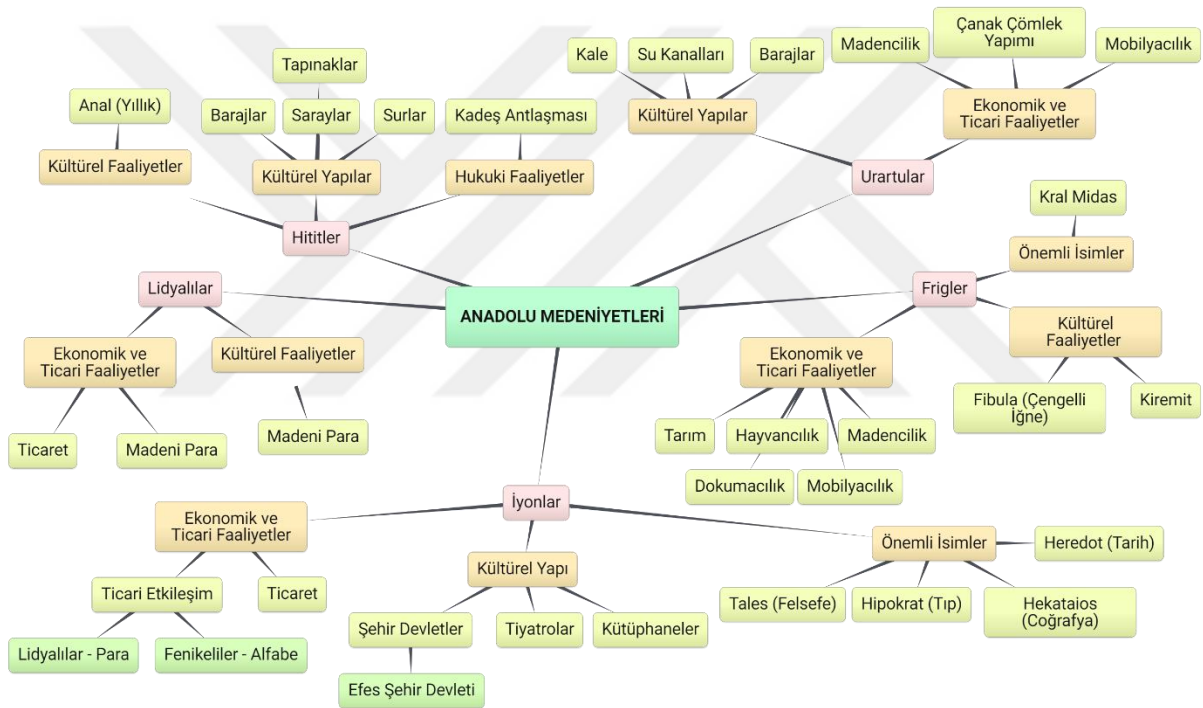 ANADOLU MEDENİYETLERİ
Hititler
Kültürel Faaliyetler
Anal (Yıllık)
Kültürel Yapılar
Barajlar
Tapınaklar
Saraylar
Surlar
Hukuki Faaliyetler
Kadeş Antlaşması
Urartular
Kültürel Yapılar
Kale
Su Kanalları
Barajlar
Ekonomik ve
Ticari Faaliyetler
Madencilik
Çanak Çömlek
Yapımı
Mobilyacılık
Lidyalılar
Ekonomik ve
Ticari Faaliyetler
Ticaret
Madeni Para
Kültürel Faaliyetler
Madeni Para
Frigler
Önemli İsimler
Kral Midas
Kültürel
Faaliyetler
Fibula (Çengelli
İğne)
Kiremit
Ekonomik ve
Ticari Faaliyetler
Tarım
Hayvancılık
Madencilik
Dokumacılık
Mobilyacılık
İyonlar
Ekonomik ve
Ticari Faaliyetler
Ticari Etkileşim
Ticaret
Lidyalılar - Para
Fenikeliler - Alfabe
Kültürel Yapı
Şehir Devletler
Tiyatrolar
Kütüphaneler
Efes Şehir Devleti
Önemli İsimler
Heredot (Tarih)
Tales (Felsefe)
Hipokrat (Tıp)
Hekataios
(Coğrafya)